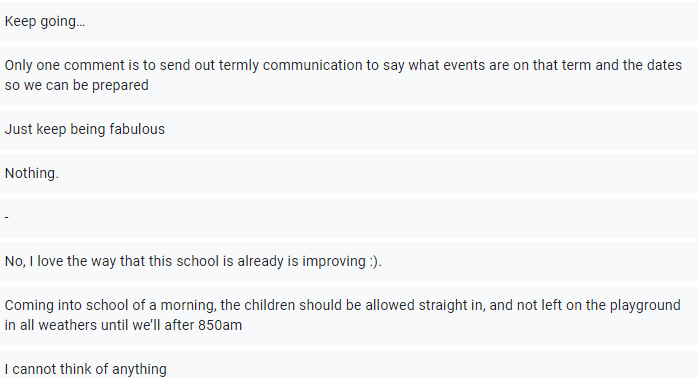 Keep going...
Only one comment is to send out termly communication to say what events are on that term and the dates
so we can be prepared
Just keep being fabulous
Nothing.
-
No, I love the way that this school is already is improving :).
Coming into school of a morning, the children should be allowed straight in, and not left on the playground
in all weathers until we'll after 850am
I cannot think of anything